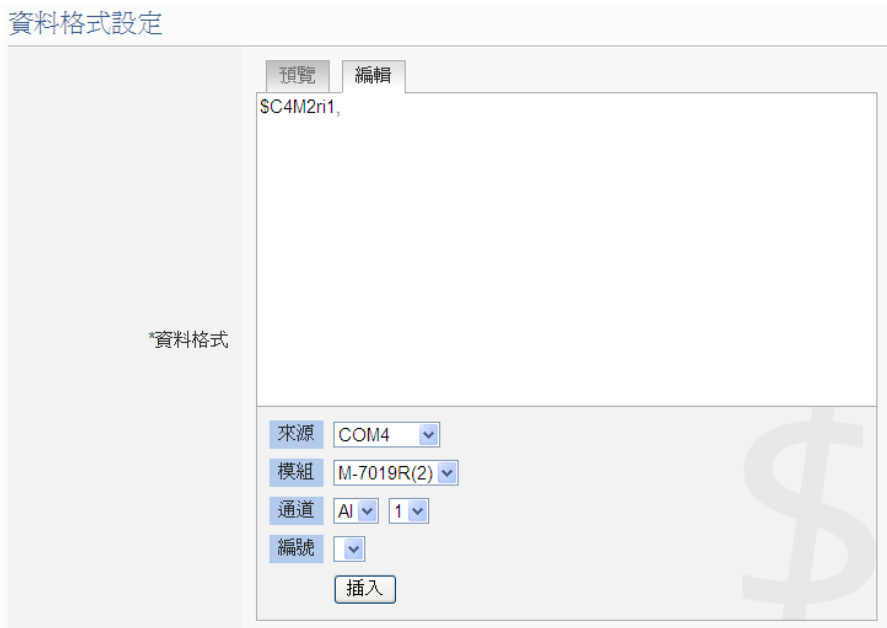 資料格式設定
預覽 編輯
$C4M2ri1,
*資料格式
來源 COM4
模組 M-7019R(2)
通道 AI 1
編號
插入
$